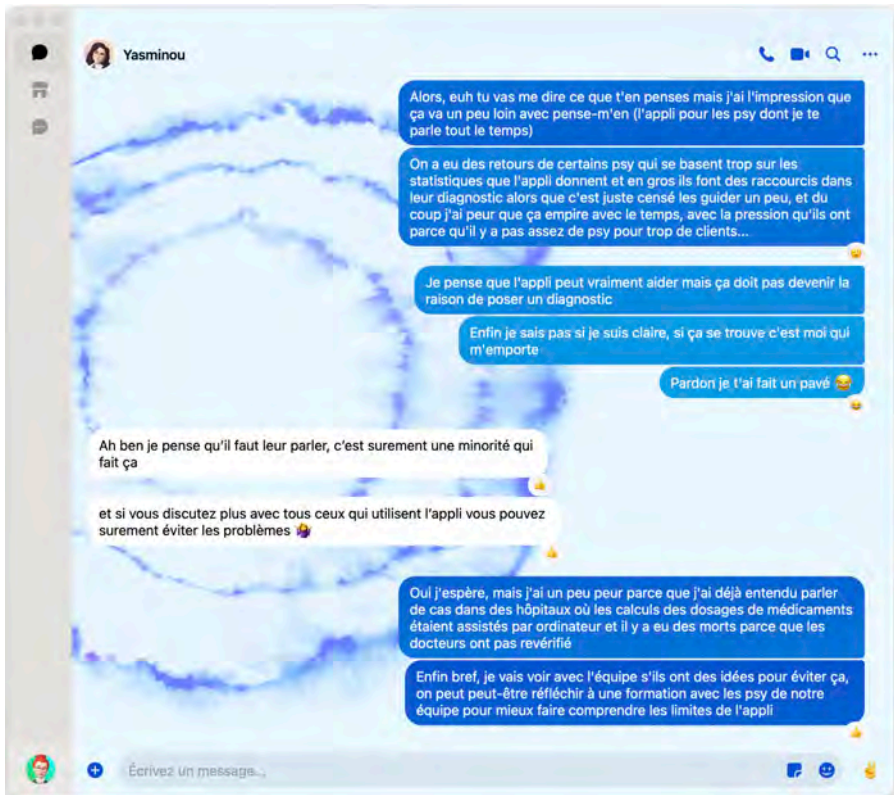 Yasminou
Alors, euh tu vas me dire ce que t'en penses mais j'ai l'impression que
ça va un peu loin avec pense-m'en (l'appli pour les psy dont je te
parle tout le temps)
On a eu des retours de certains psy qui se basent trop sur les
statistiques que l'appli donnent et en gros ils font des raccourcis dans
leur diagnostic alors que c'est juste censé les guider un peu, et du
coup j'ai peur que ça empire avec le temps, avec la pression qu'ils ont
parce qu'il y a pas assez de psy pour trop de clients...
Je pense que l'appli peut vraiment aider mais ça doit pas devenir la
raison de poser un diagnostic
Enfin je sais pas si je suis claire, si ça se trouve c'est moi qui
m'emporte
Pardon je t'ai fait un pavé 😂
Ah ben je pense qu'il faut leur parler, c'est surement une minorité qui
fait ça
et si vous discutez plus avec tous ceux qui utilisent l'appli vous pouvez
surement éviter les problèmes 🤷‍♀️
Oui j'espère, mais j'ai un peu peur parce que j'ai déjà entendu parler
de cas dans des hôpitaux où les calculs des dosages de médicaments
étaient assistés par ordinateur et il y a eu des morts parce que les
docteurs ont pas revérifié
Enfin bref, je vais voir avec l'équipe s'ils ont des idées pour éviter ça,
on peut peut-être réfléchir à une formation avec les psy de notre
équipe pour mieux faire comprendre les limites de l'appli
Écrivez un message...